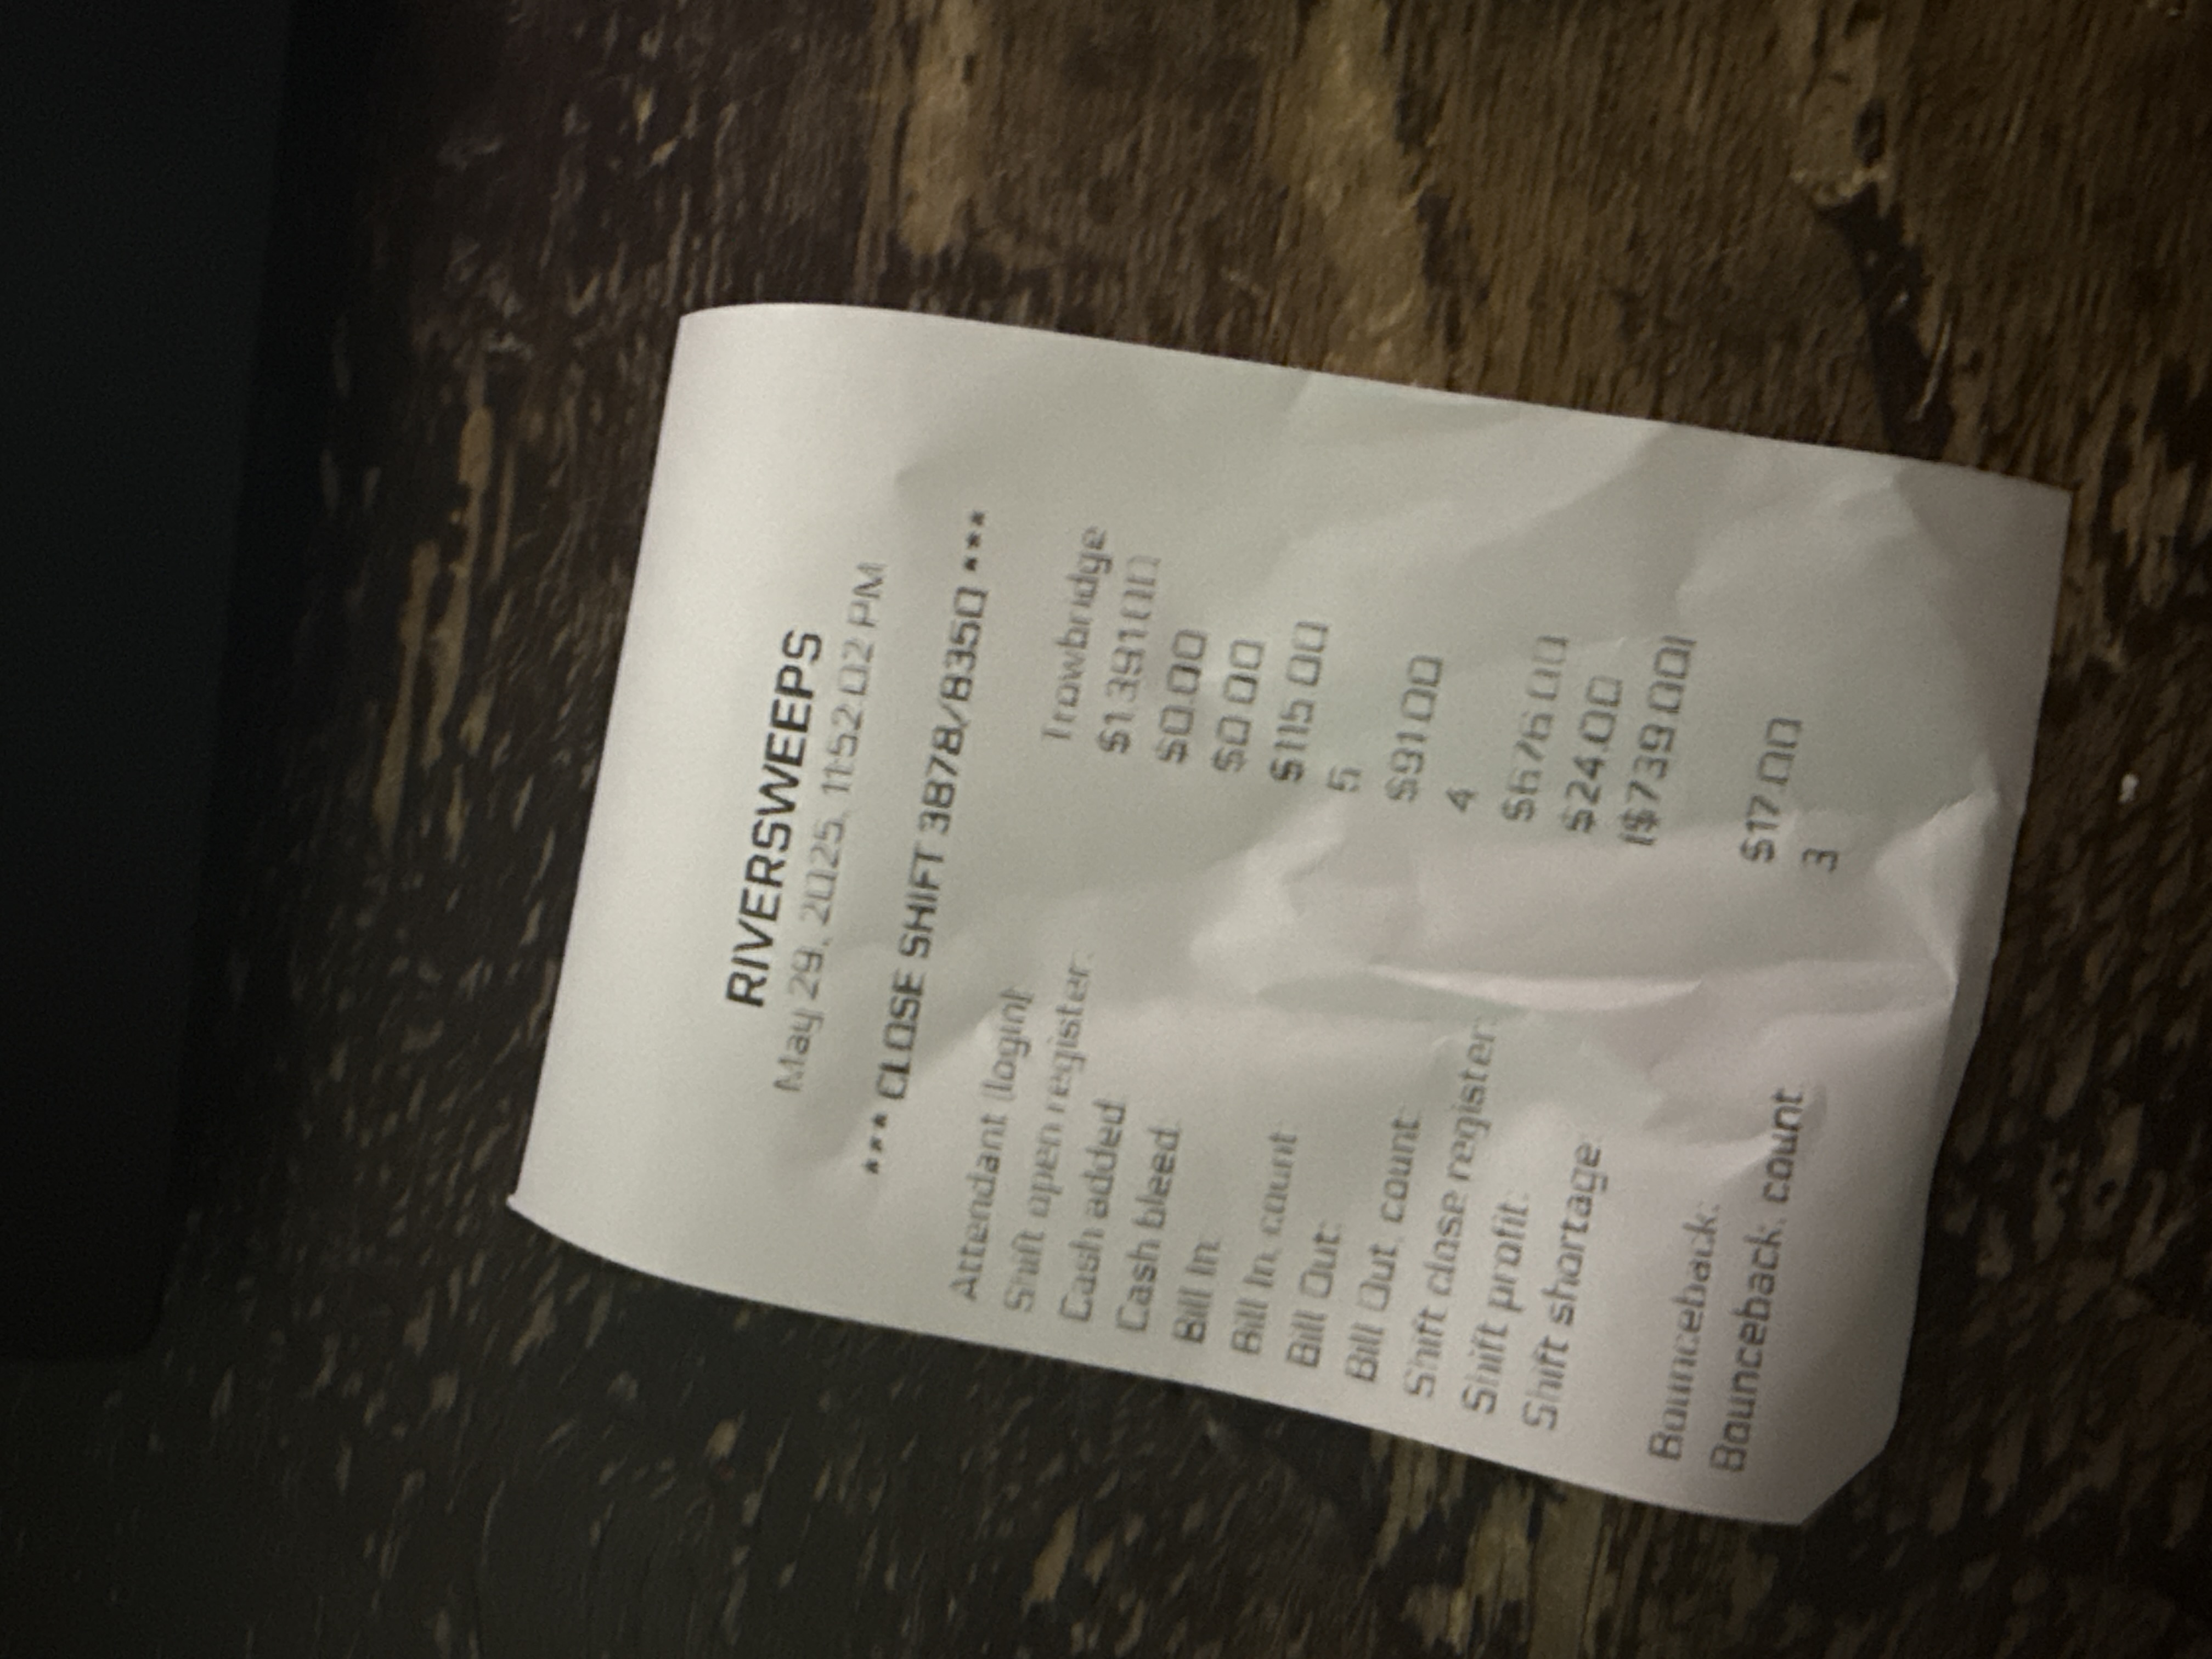 RIVERSWEEPS
May 29, 2025, 11:52:02 PM
*** CLOSE SHIFT 3878/8350 ***
Attendant (login): Trowbridge
Shift open register: $1,391.00
Cash added: $0.00
Cash bleed: $0.00
Bill In: $115.00
Bill In, count: 5
Bill Out: $91.00
Bill Out, count: 4
Shift close register: $676.00
Shift profit: $24.00
Shift shortage: ($739.00)
Bounceback: $17.00
Bounceback, count: 3